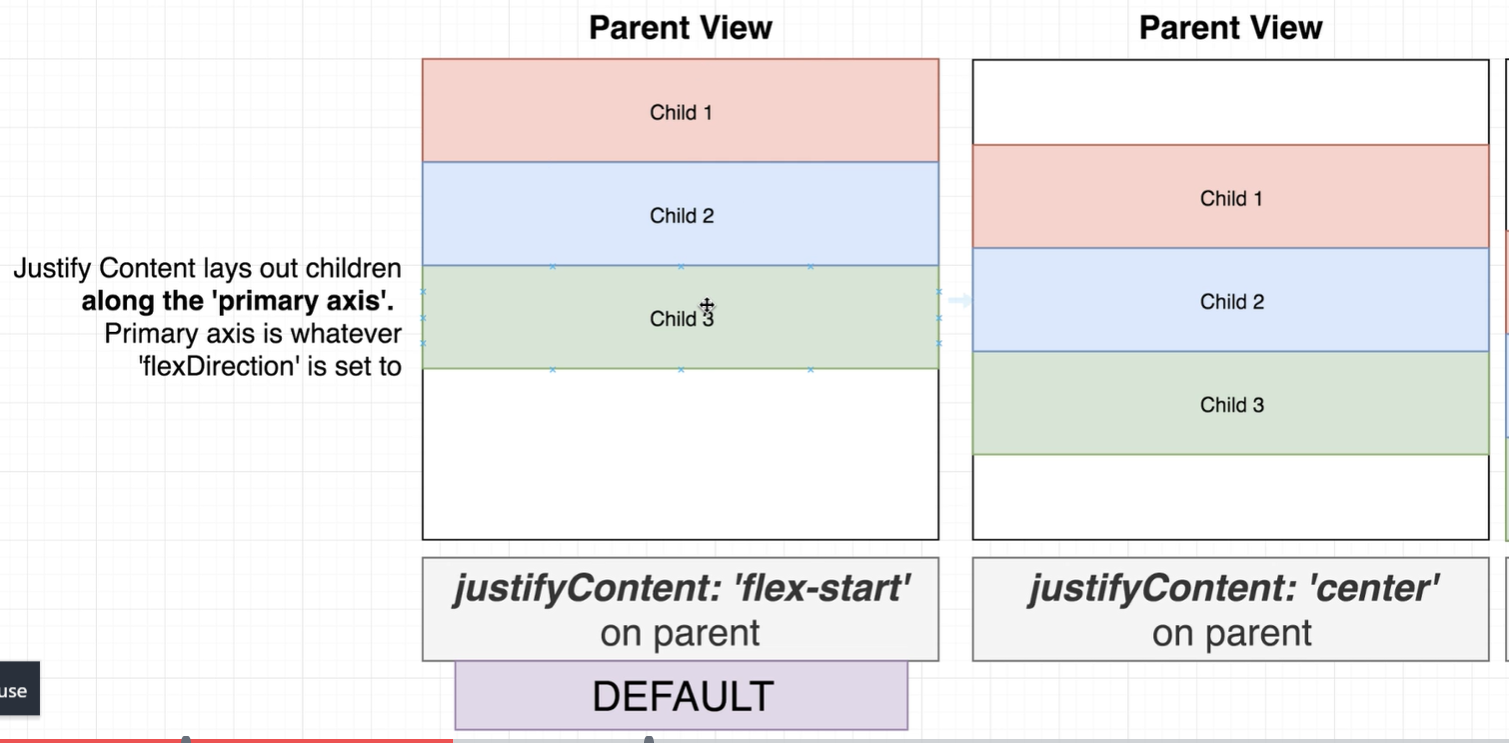 Parent View
Parent View
Child 1
Child 2
Child 3
Child 1
Child 2
Child 3
Justify Content lays out children
along the 'primary axis'.
Primary axis is whatever
'flexDirection' is set to
justifyContent: 'flex-start'
on parent
justifyContent: 'center'
on parent
DEFAULT
use